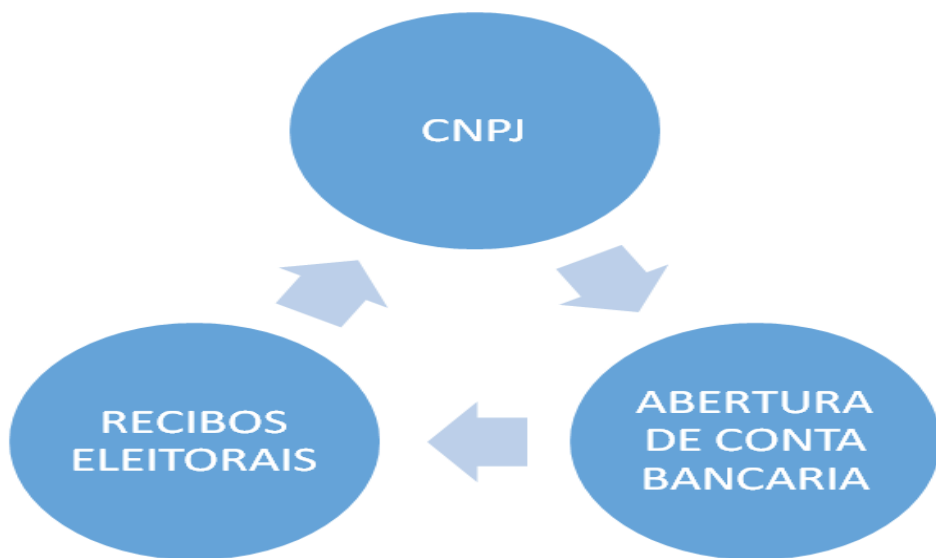 CNPJ
RECIBOS
ELEITORAIS
ABERTURA
DE CONTA
BANCARIA